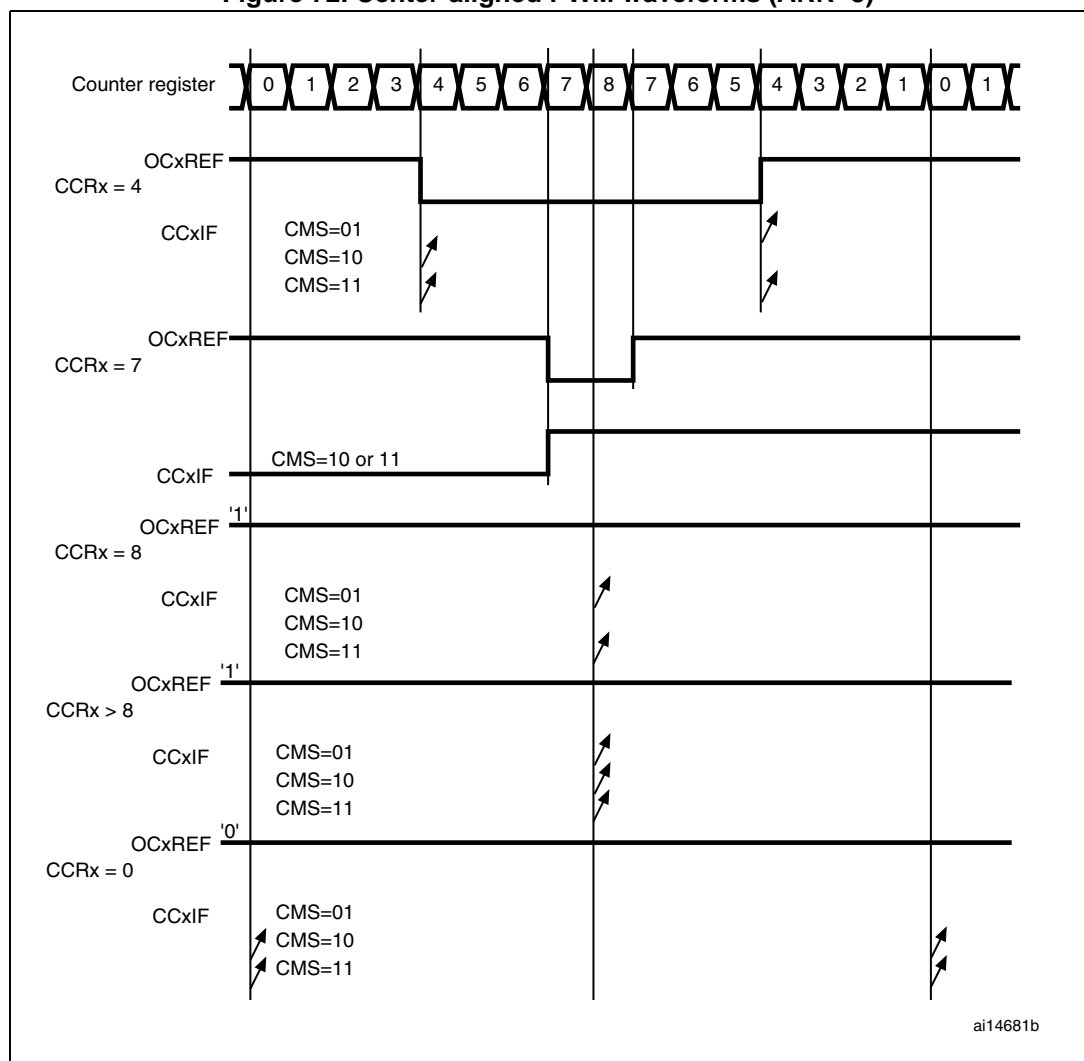 Counter register 0 1 2 3 4 5 6 7 8 7 6 5 4 3 2 1 0 1
OCxREF
CCRx = 4
CCxIF CMS=01
CMS=10
CMS=11
OCxREF
CCRx = 7
CMS=10 or 11
CCxIF
'1'
OCxREF
CCRx = 8
CCxIF CMS=01
CMS=10
CMS=11
'1'
OCxREF
CCRx > 8
CCxIF CMS=01
CMS=10
CMS=11
'0'
OCxREF
CCRx = 0
CCxIF CMS=01
CMS=10
CMS=11
ai14681b